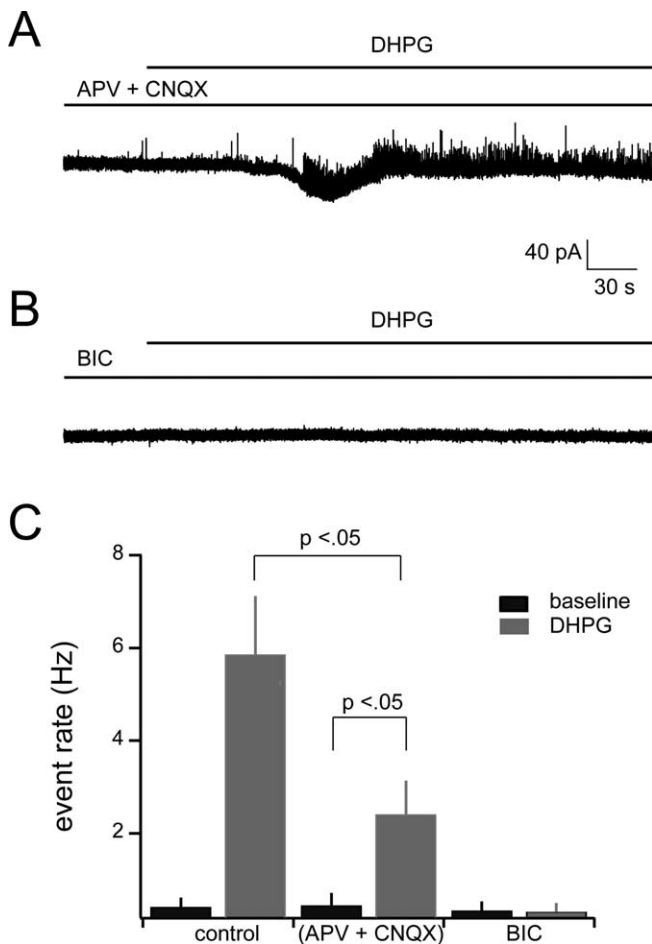 A
DHPG
APV + CNQX
40 pA
30 s
B
DHPG
BIC
C
8
p <.05
baseline
DHPG
6
p <.05
4
2
event rate (Hz)
control
(APV + CNQX)
BIC